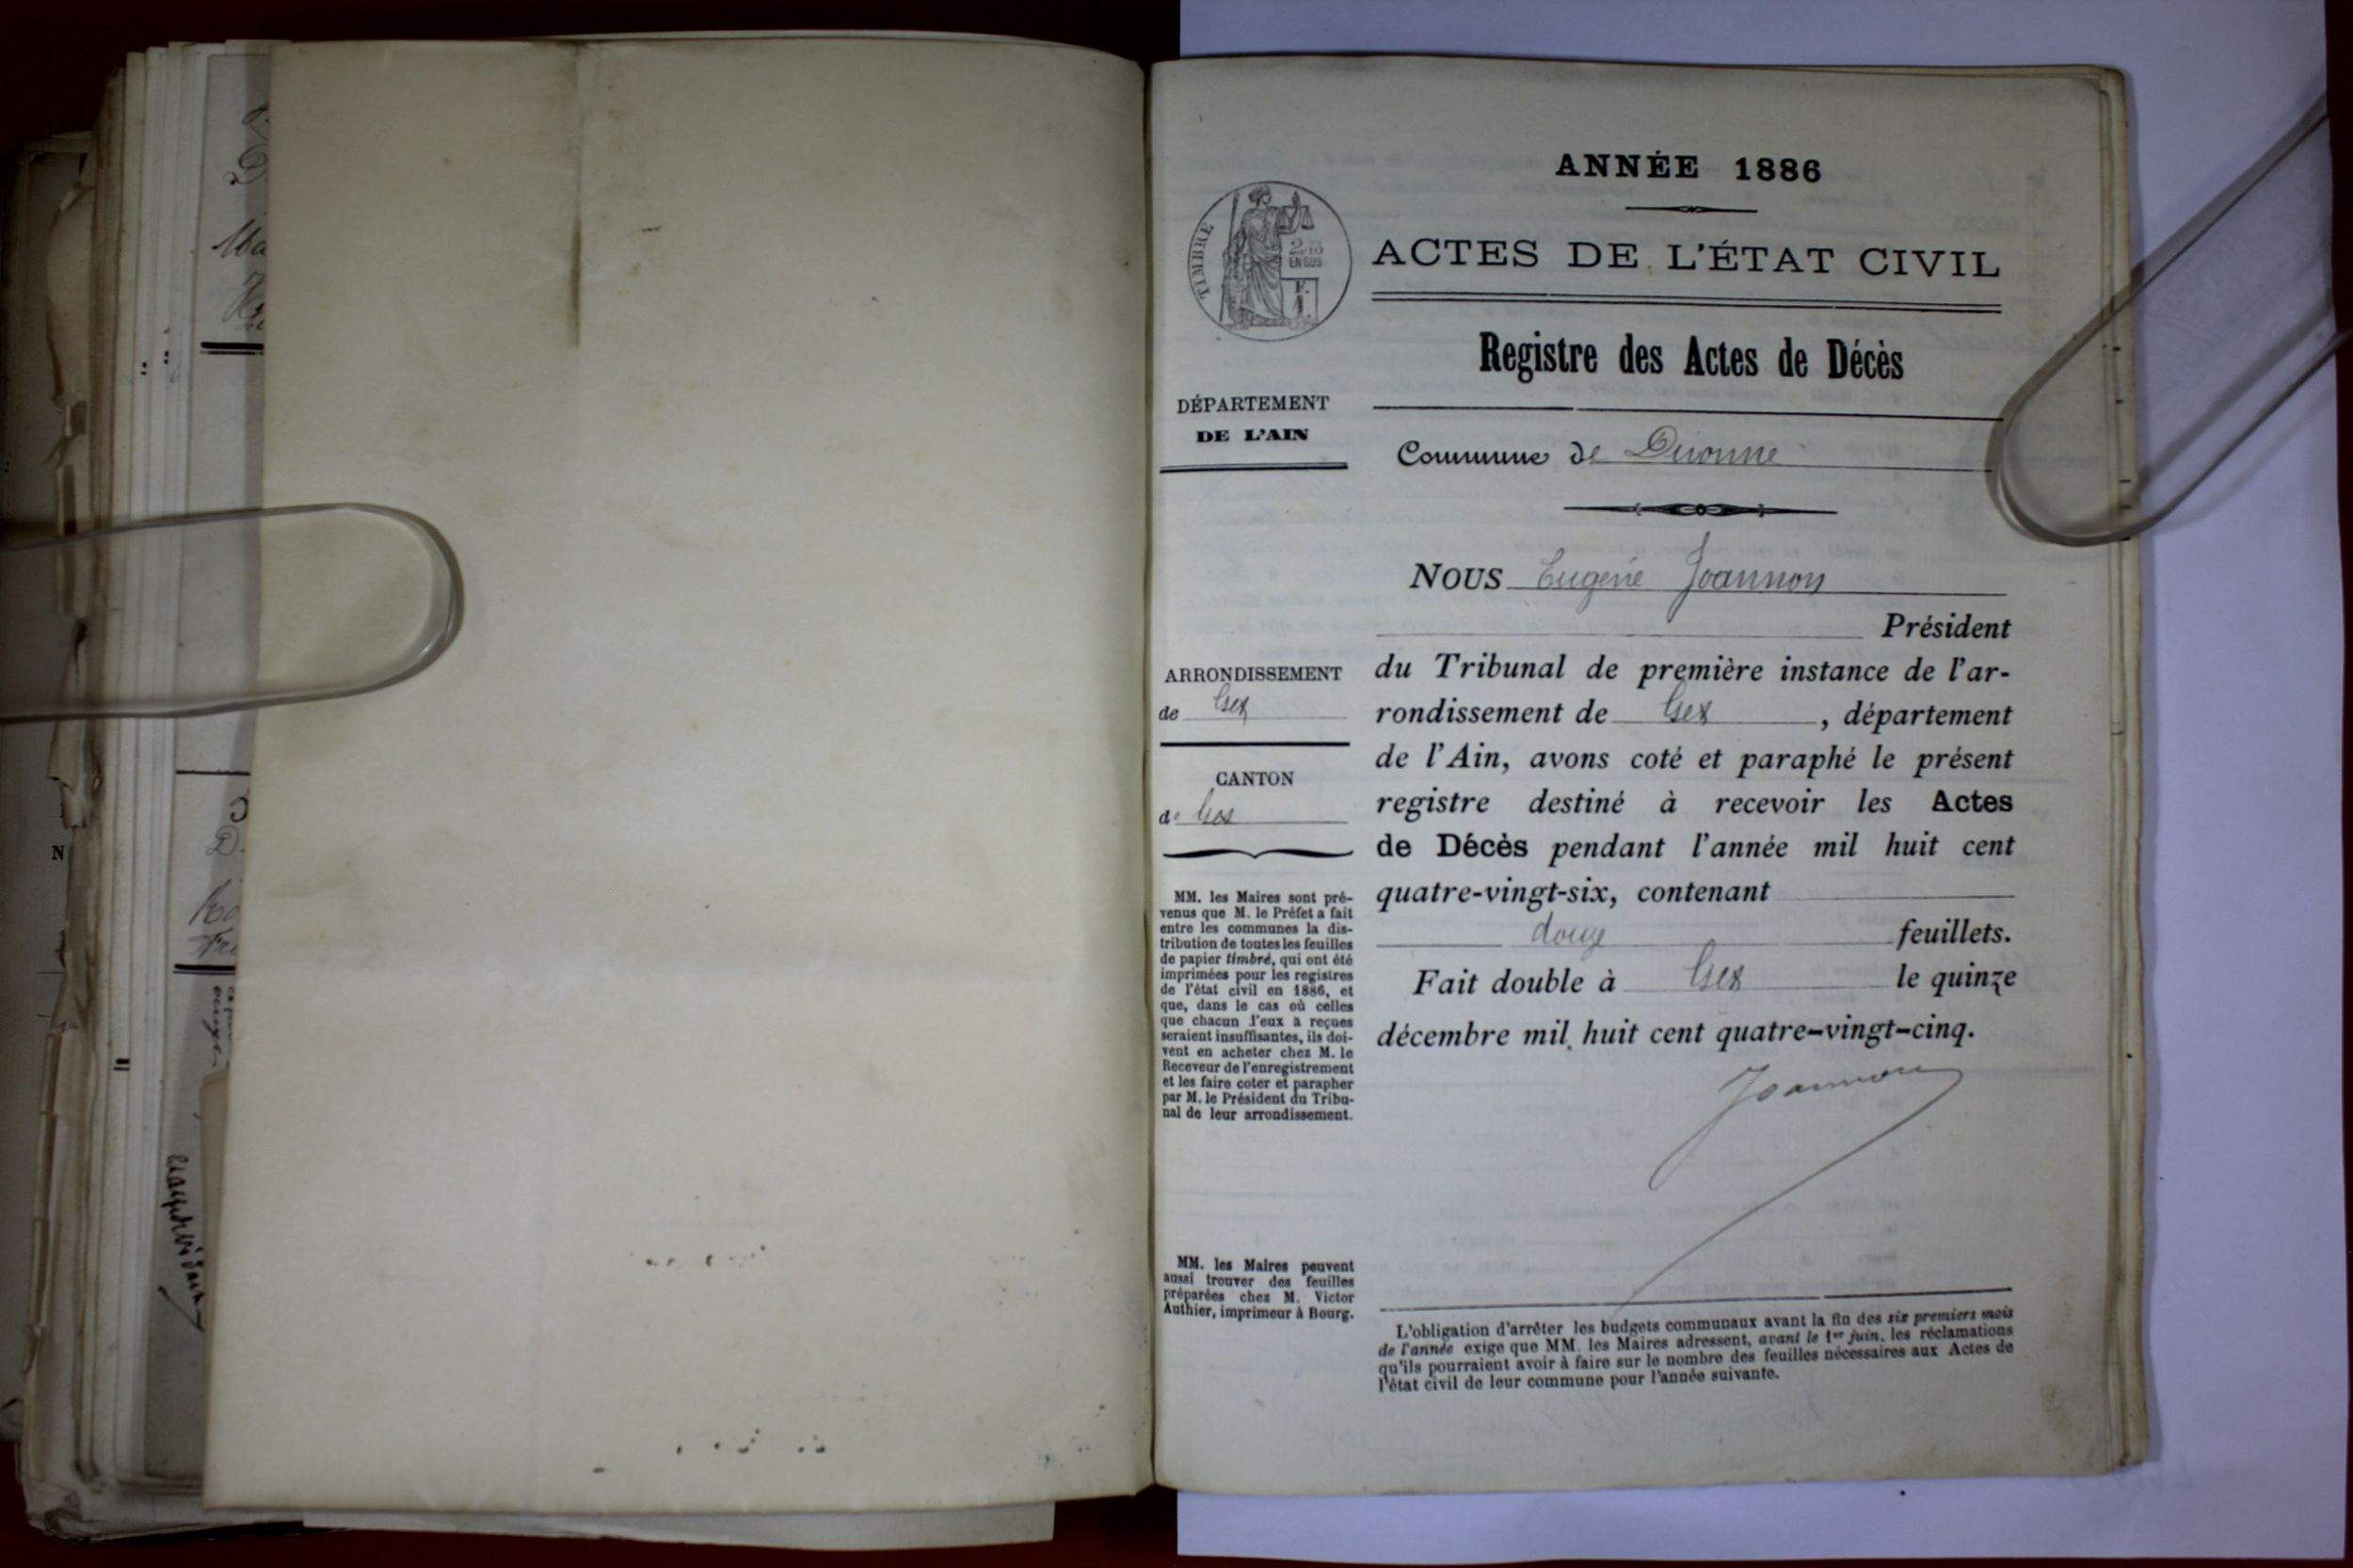 ANNÉE 1886
ACTES DE L'ÉTAT CIVIL
TIMBRE
EN SUS
Registre des Actes de Décès
DÉPARTEMENT
DE L'AIN
Commune de Divonne
NOUS Eugène Joannon
Président
du Tribunal de première instance de l'ar-
rondissement de Gex, département
de l'Ain, avons coté et paraphé le présent
registre destiné à recevoir les Actes
de Décès pendant l'année mil huit cent
quatre-vingt-six, contenant
douze feuillets.
Fait double à Gex le quinze
décembre mil huit cent quatre-vingt-cinq.
Joannon
ARRONDISSEMENT
de Gex
CANTON
de Gex
MM. les Maires sont pré-
venus que M. le Préfet a fait
entre les communes la dis-
tribution de toutes les feuilles
de papier timbré, qui ont été
imprimées pour les registres
de l'état civil en 1886, et
que, dans le cas où celles
que chacun d'eux a reçues
seraient insuffisantes, ils doi-
vent en acheter chez M. le
Receveur de l'enregistrement
et les faire coter et parapher
par M. le Président du Tribu-
nal de leur arrondissement.
MM. les Maires peuvent
aussi trouver des feuilles
préparées chez M. Victor
Authier, imprimeur à Bourg.
L'obligation d'arrêter les budgets communaux avant la fin des six premiers mois
de l'année exige que MM. les Maires adressent, avant le 1er juin, les réclamations
qu'ils pourraient avoir à faire sur le nombre des feuilles nécessaires aux Actes de
l'état civil de leur commune pour l'année suivante.